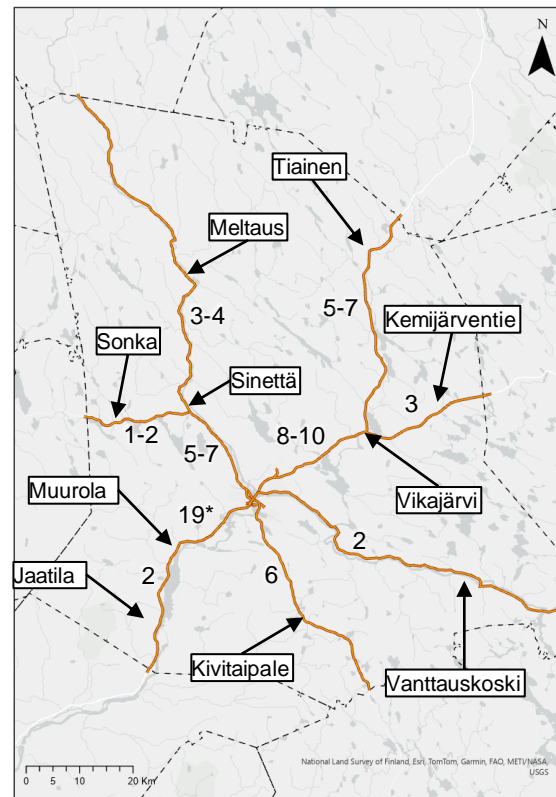 N
Tiainen
Meltaus
3-4
5-7
Kemijärventie
Sonka
Sinettä
3
1-2
8-10
5-7
Muurola
Vikajärvi
19*
2
Jaatila
2
6
Kivitaipale
Vanttauskoski
National Land Survey of Finland, Esri, TomTom, Garmin, FAO, METI/NASA,
USGS
0 5 10 20 Km